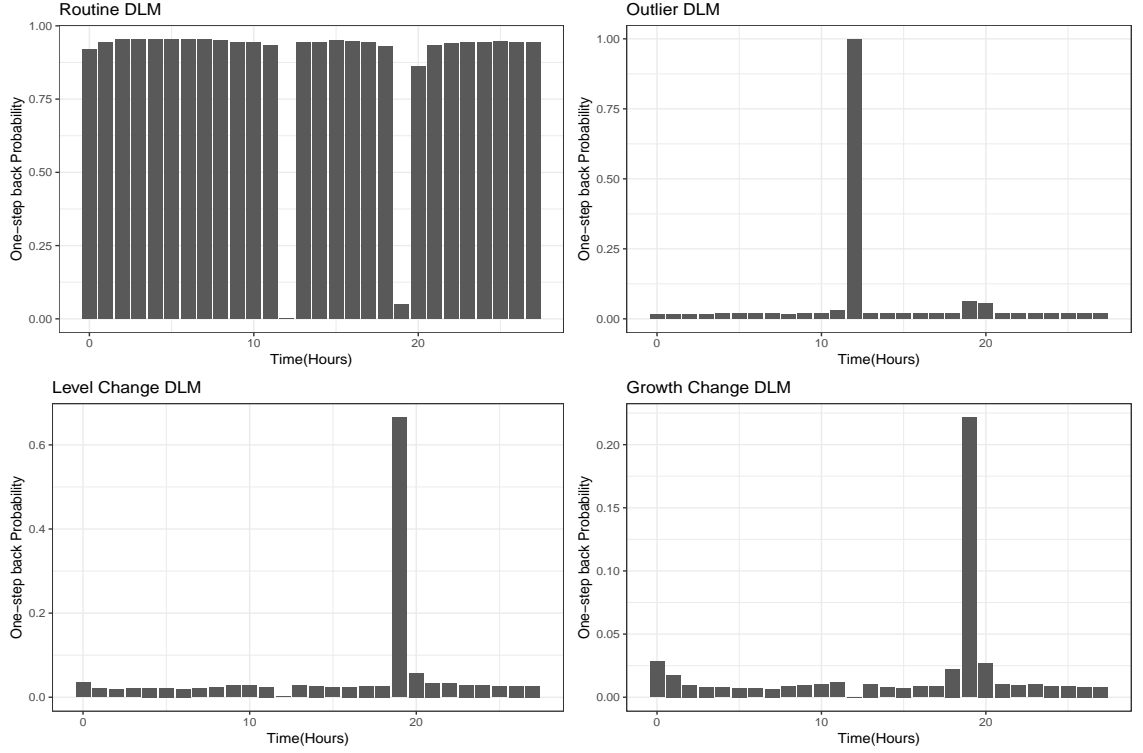 Routine DLM
One-step back Probability
1.00
0.75
0.50
0.25
0.00
0
10
20
Time(Hours)
Outlier DLM
One-step back Probability
1.00
0.75
0.50
0.25
0.00
0
10
20
Time(Hours)
Level Change DLM
One-step back Probability
0.6
0.4
0.2
0.0
0
10
20
Time(Hours)
Growth Change DLM
One-step back Probability
0.20
0.15
0.10
0.05
0.00
0
10
20
Time(Hours)